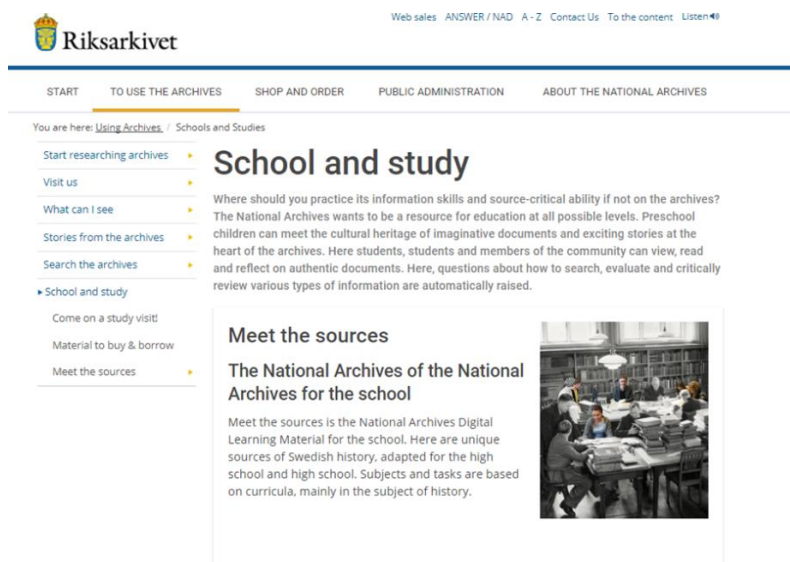 Web sales ANSWER / NAD A - Z Contact Us To the content Listen
Riksarkivet
START TO USE THE ARCHIVES SHOP AND ORDER PUBLIC ADMINISTRATION ABOUT THE NATIONAL ARCHIVES
You are here: Using Archives / Schools and Studies
Start researching archives
Visit us
What can I see
Stories from the archives
Search the archives
School and study
Come on a study visit!
Material to buy & borrow
Meet the sources
School and study
Where should you practice its information skills and source-critical ability if not on the archives?
The National Archives wants to be a resource for education at all possible levels. Preschool
children can meet the cultural heritage of imaginative documents and exciting stories at the
heart of the archives. Here students, students and members of the community can view, read
and reflect on authentic documents. Here, questions about how to search, evaluate and critically
review various types of information are automatically raised.
Meet the sources
The National Archives of the National
Archives for the school
Meet the sources is the National Archives Digital
Learning Material for the school. Here are unique
sources of Swedish history, adapted for the high
school and high school. Subjects and tasks are based
on curricula, mainly in the subject of history.